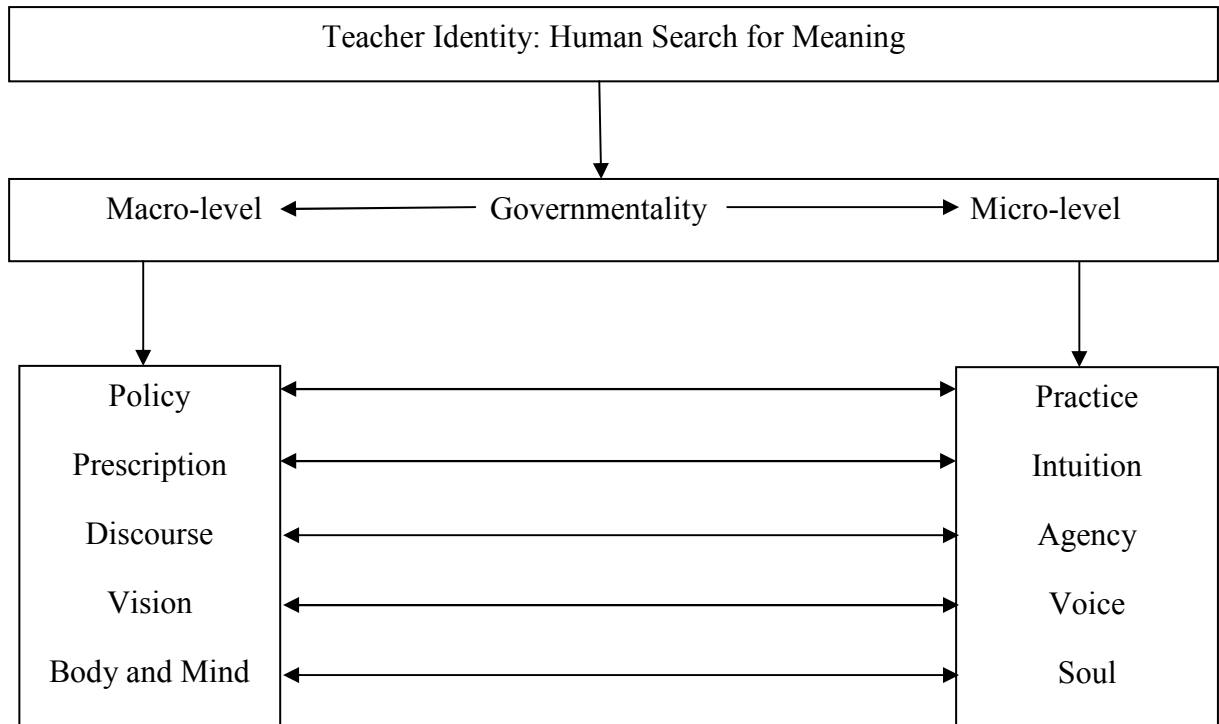 Teacher Identity: Human Search for Meaning
Macro-level Governmentality Micro-level
Policy Practice
Prescription Intuition
Discourse Agency
Vision Voice
Body and Mind Soul